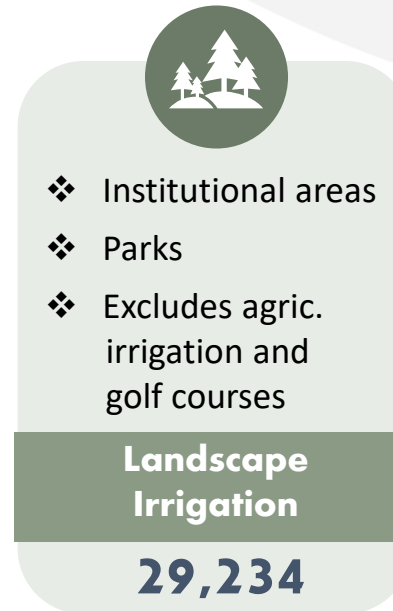 ❖ Institutional areas
❖ Parks
❖ Excludes agric.
irrigation and
golf courses
Landscape
Irrigation
29,234